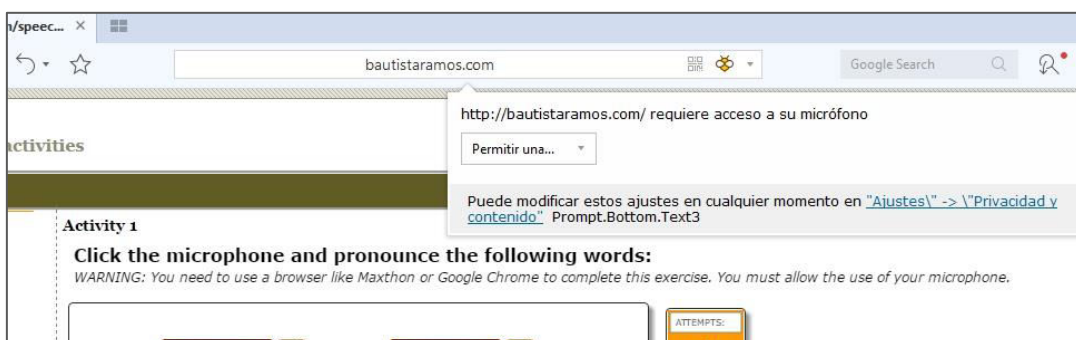 n/speec...
bautistaramos.com
Google Search
http://bautistaramos.com/ requiere acceso a su micrófono
activities
Permitir una...
Puede modificar estos ajustes en cualquier momento en "Ajustes\" -> \"Privacidad y
contenido" Prompt.Bottom.Text3
Activity 1
Click the microphone and pronounce the following words:
WARNING: You need to use a browser like Maxthon or Google Chrome to complete this exercise. You must allow the use of your microphone.
ATTEMPTS: